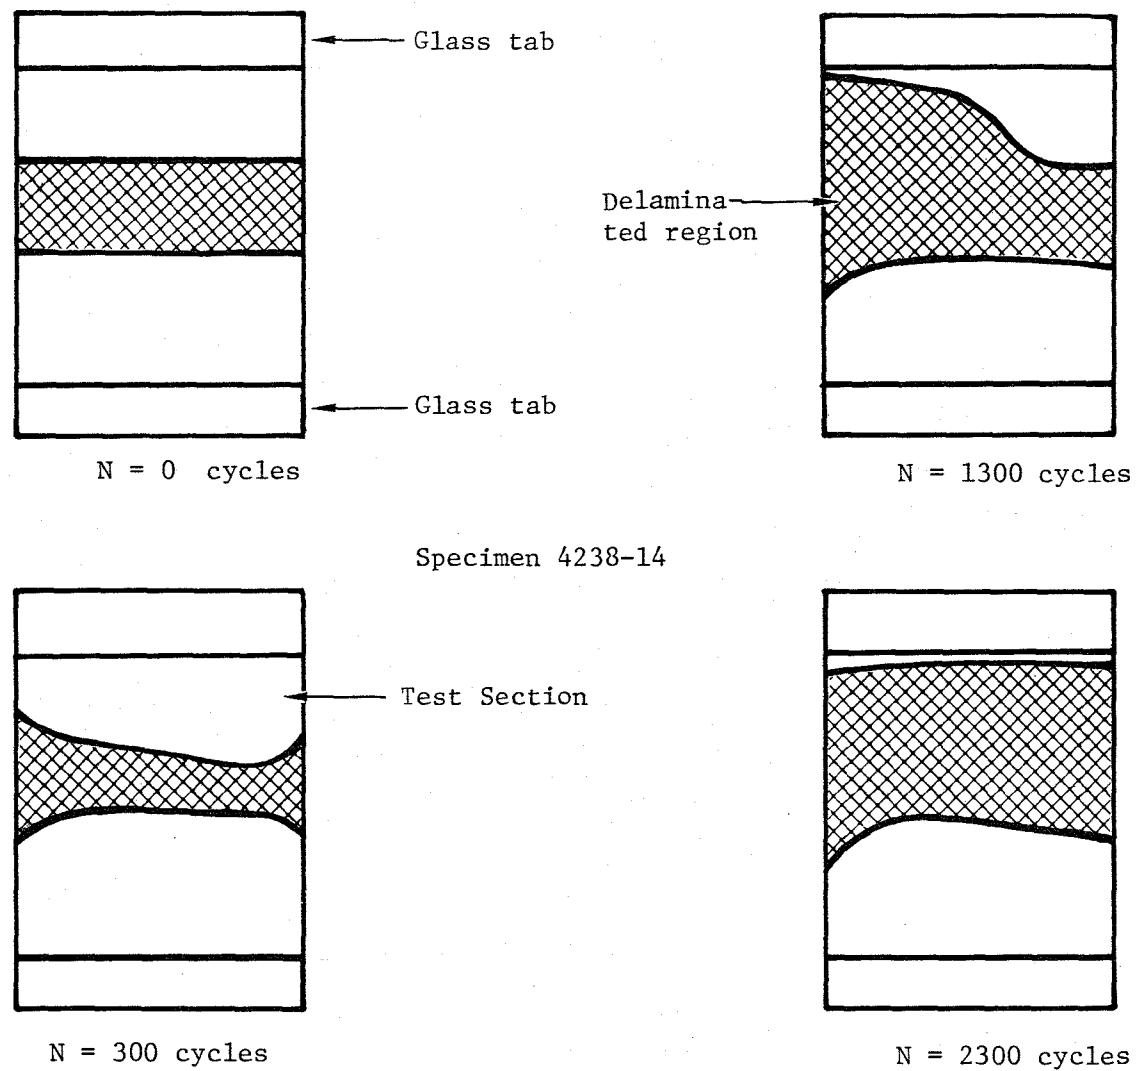 Glass tab
Delamina-
ted region
Glass tab
N = 0 cycles
N = 1300 cycles
Specimen 4238-14
Test Section
N = 300 cycles
N = 2300 cycles